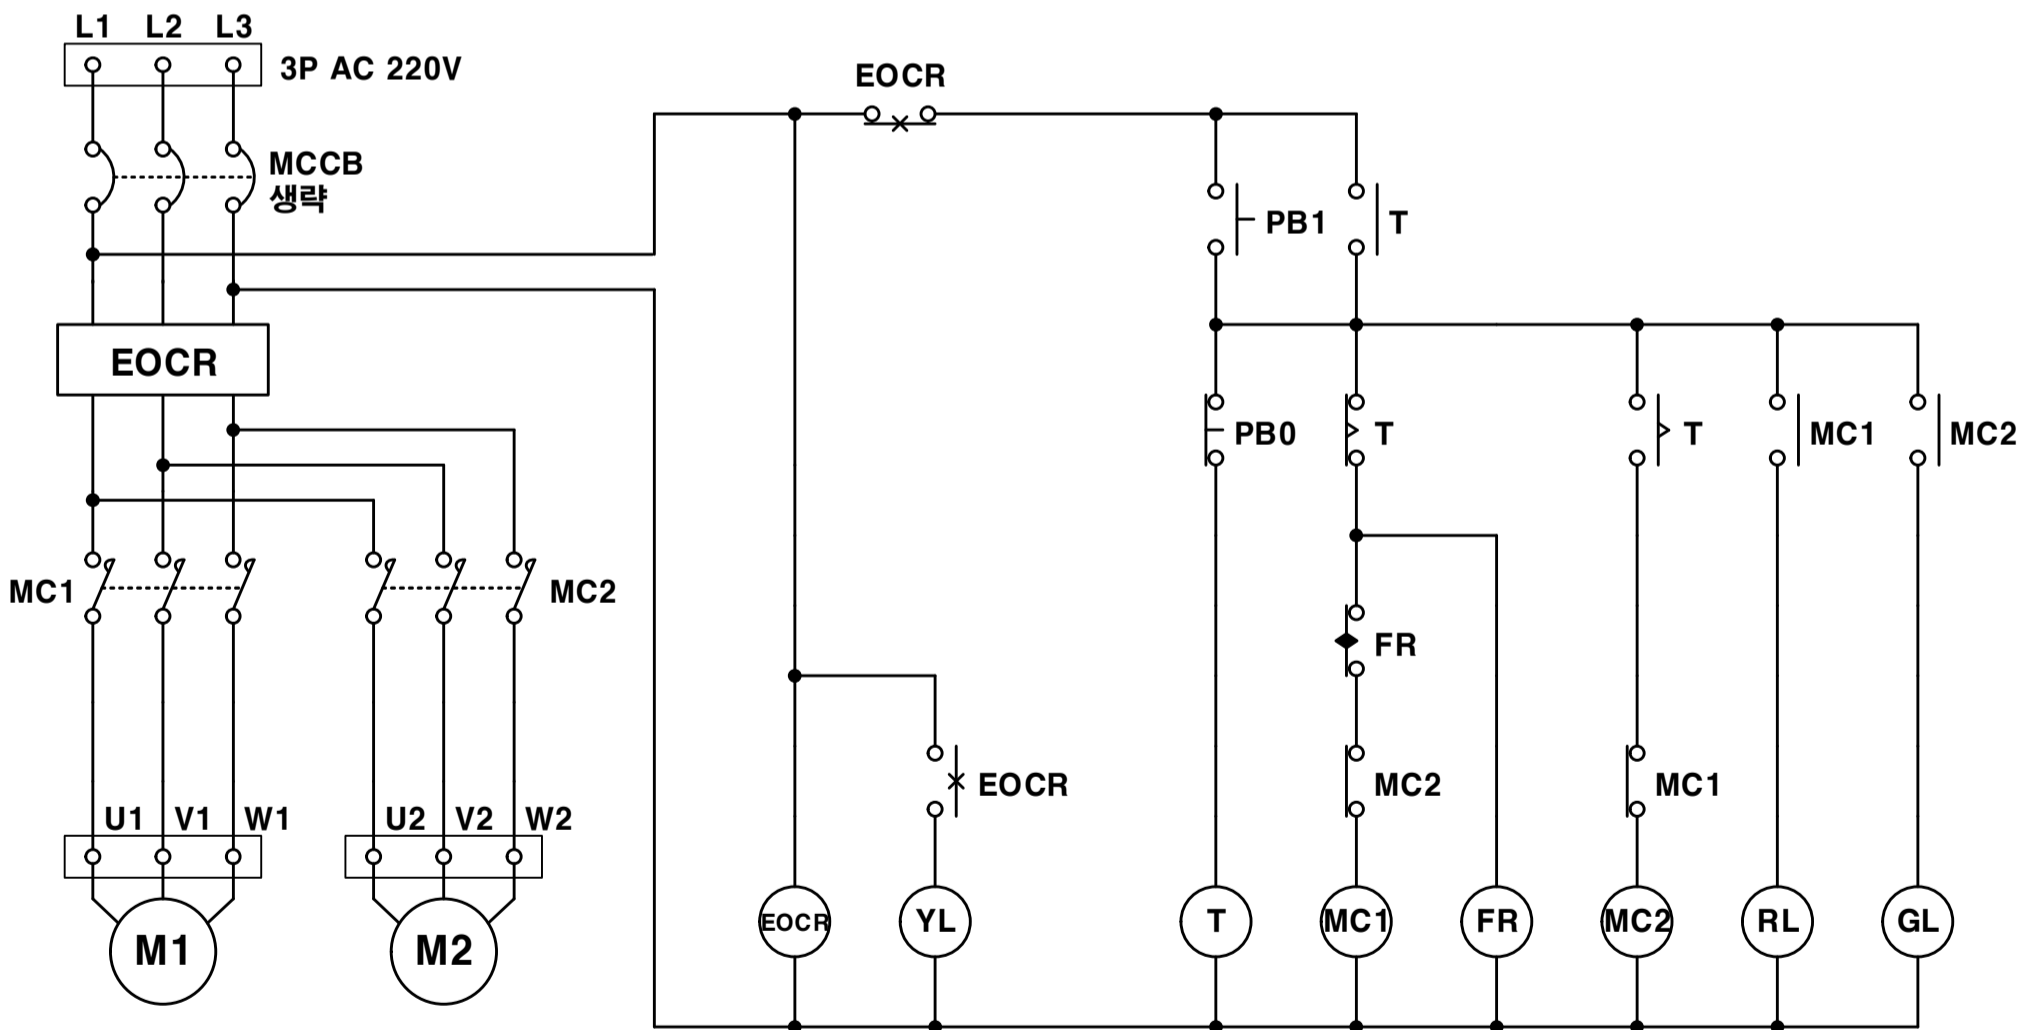 L1 L2 L3
3P AC 220V
EOCR
MCCB
생략
PB1 T
EOCR
PB0 T T MC1 MC2
MC1 MC2
FR
EOCR MC2 MC1
U1 V1 W1 U2 V2 W2
EOCR YL T MC1 FR MC2 RL GL
M1 M2